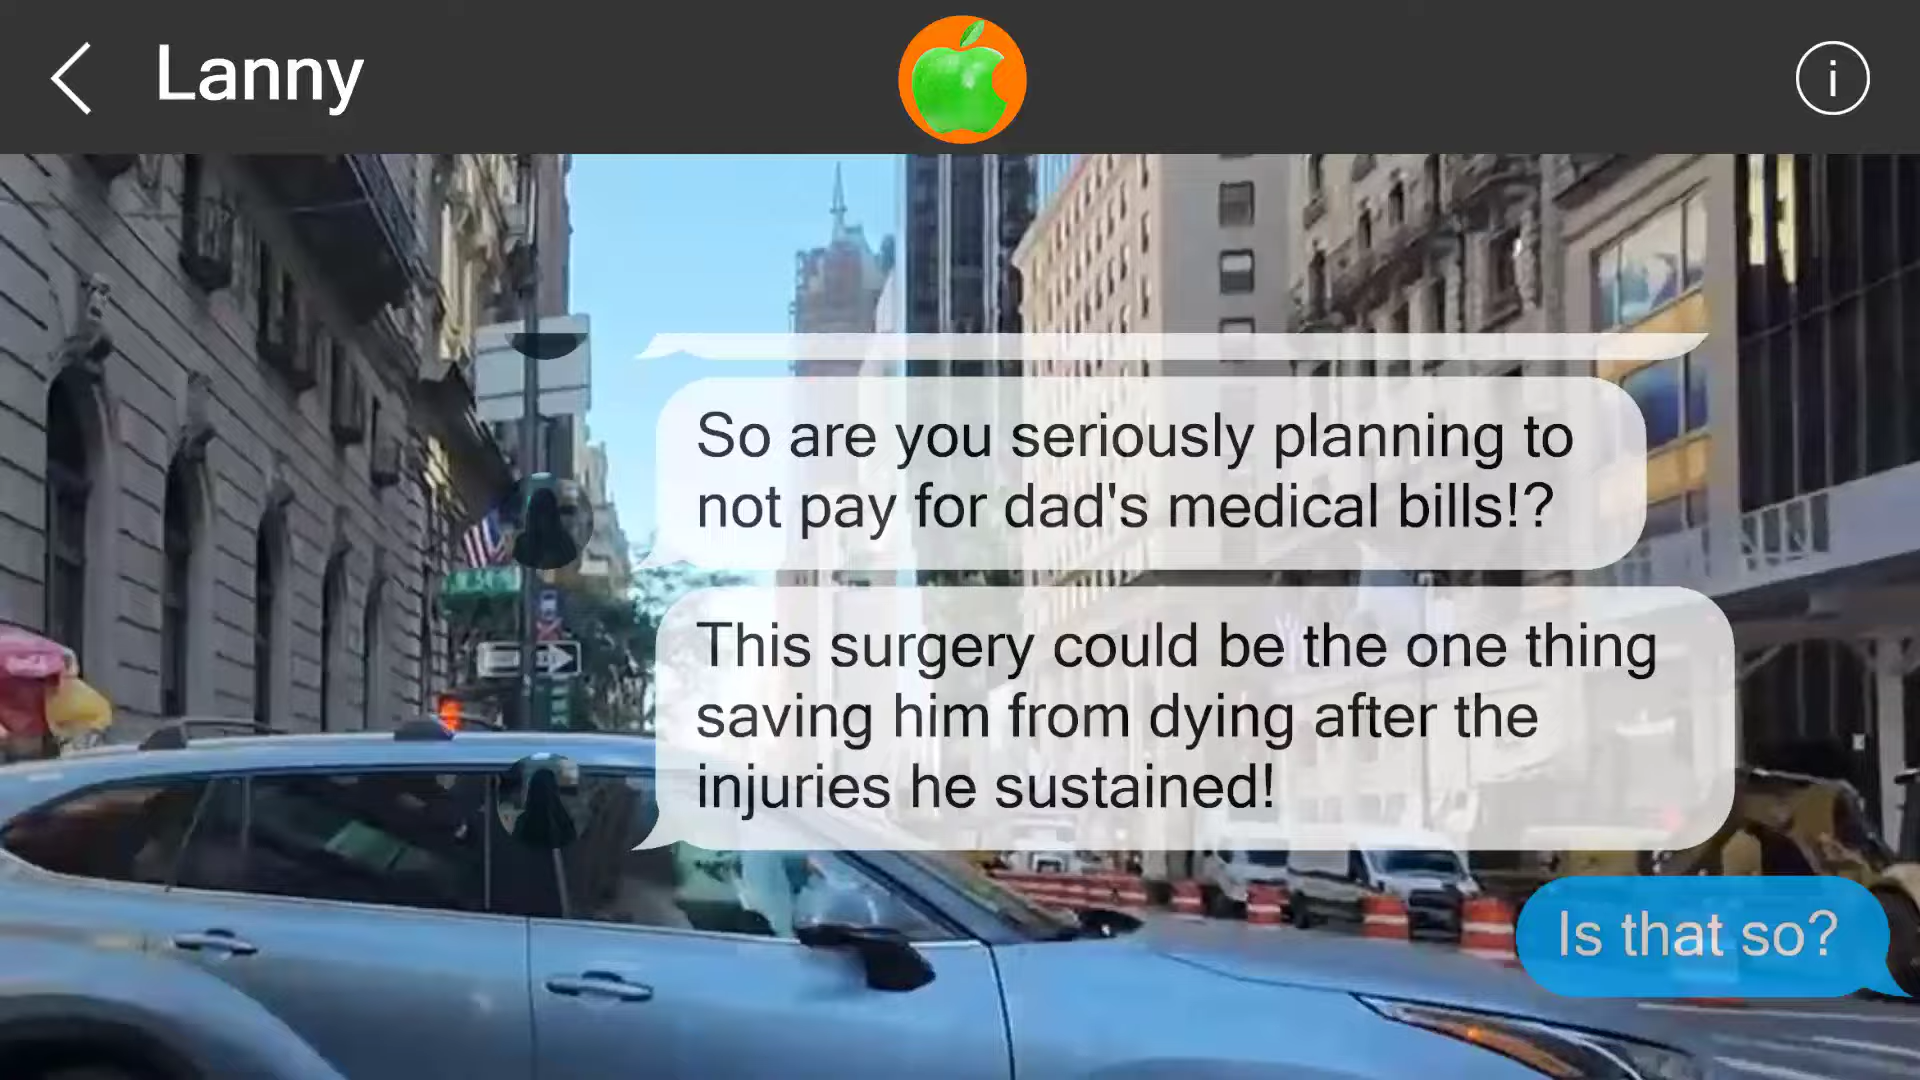 Lanny
So are you seriously planning to
not pay for dad's medical bills!?
This surgery could be the one thing
saving him from dying after the
injuries he sustained!
Is that so?